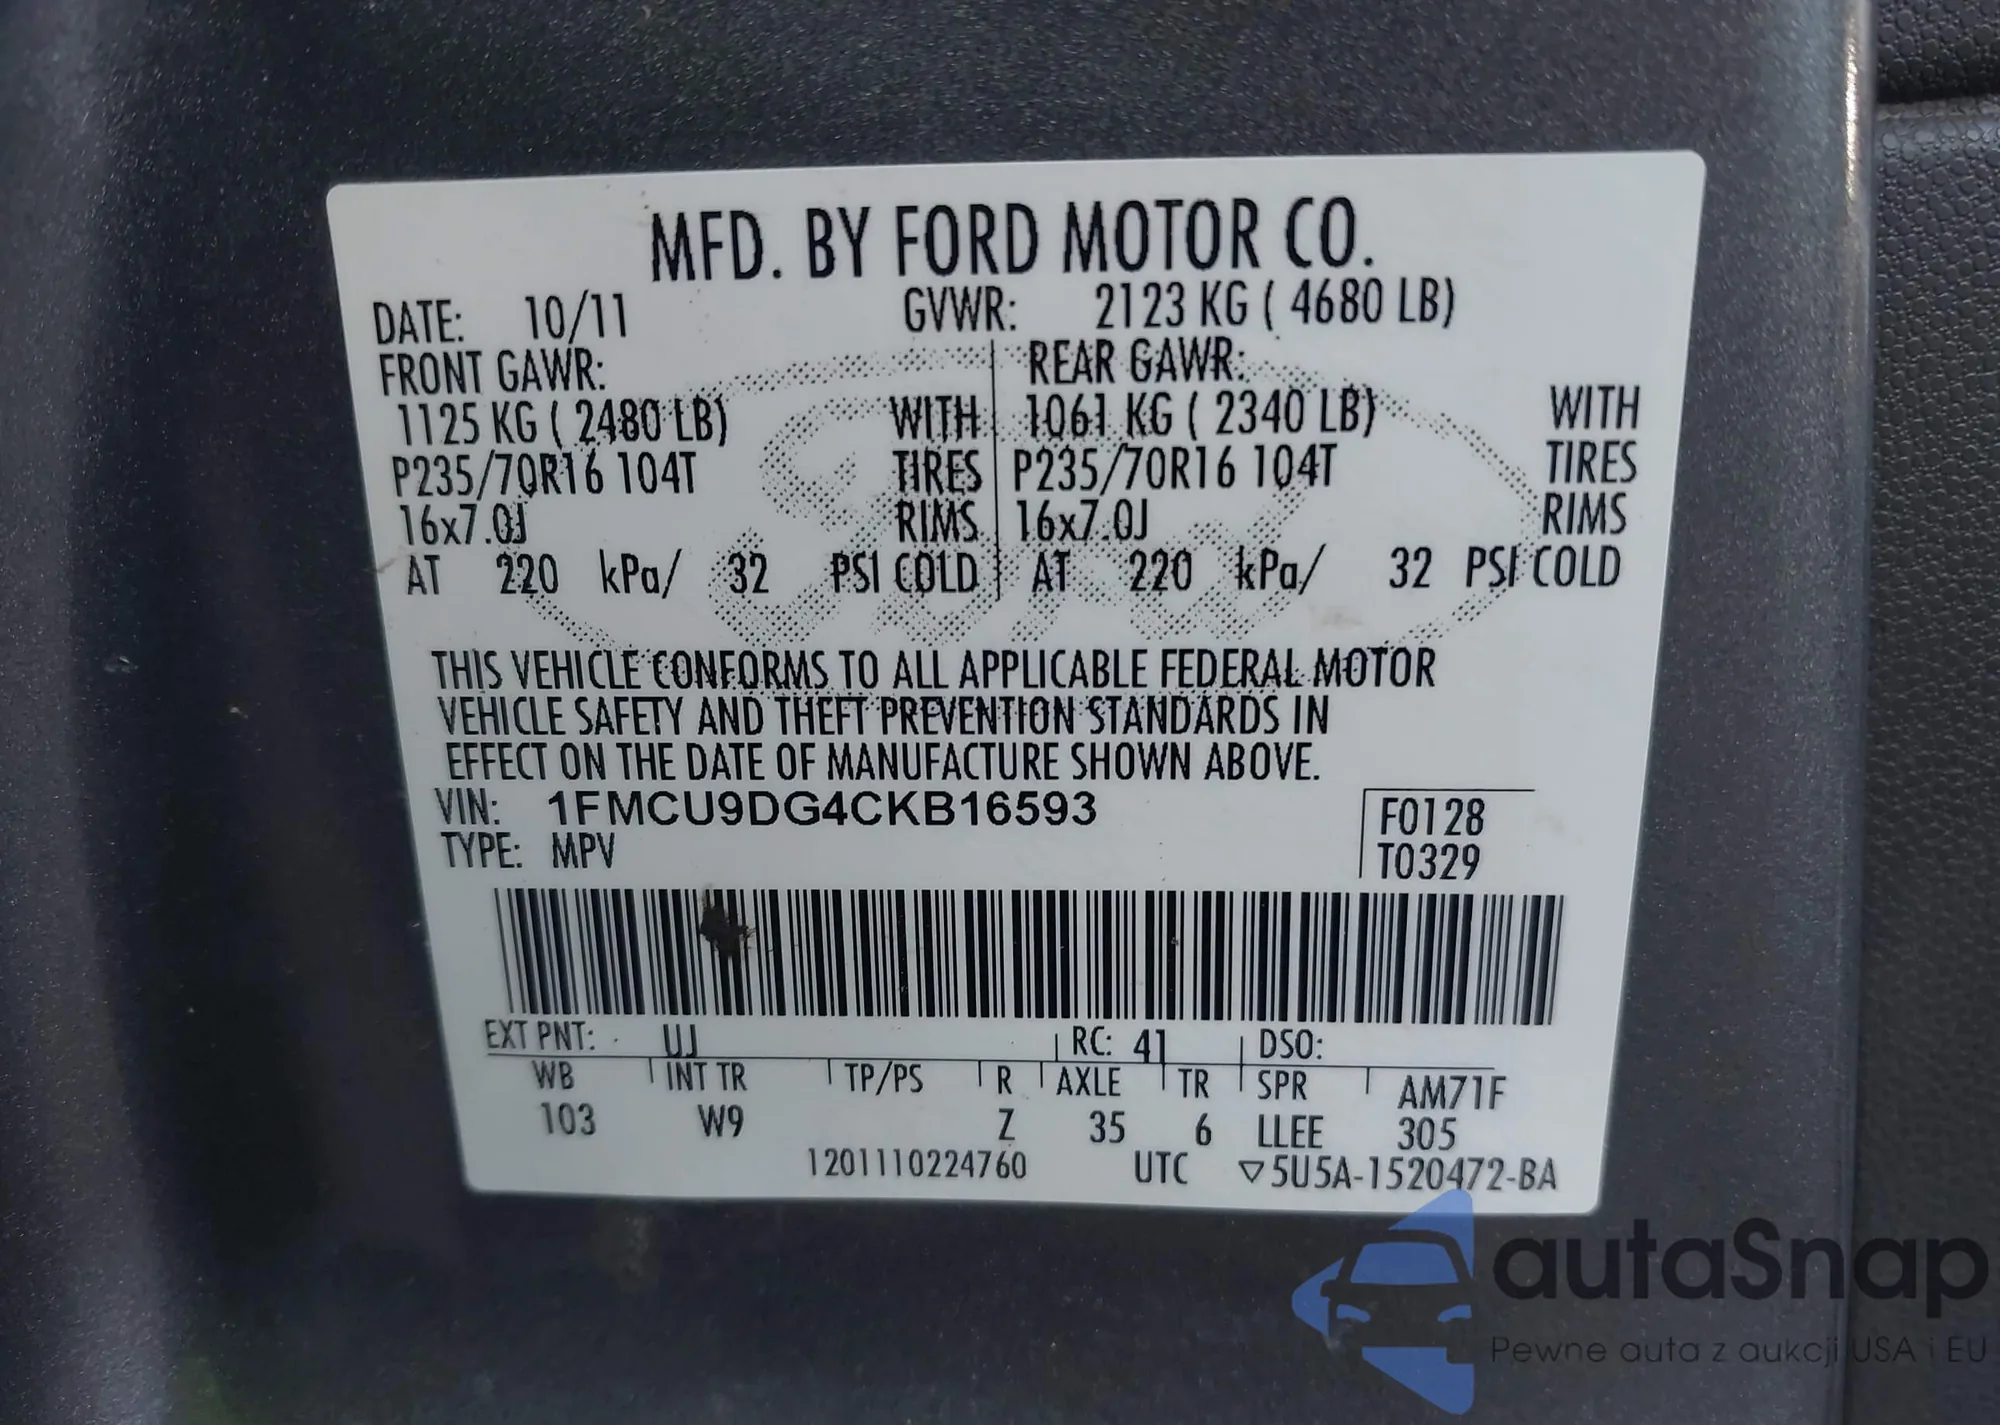 MFD. BY FORD MOTOR CO.
DATE: 10/11 GVWR: 2123 KG ( 4680 LB)
FRONT GAWR: REAR GAWR:
1125 KG ( 2480 LB) WITH 1061 KG ( 2340 LB) WITH
P235/70R16 104T TIRES P235/70R16 104T TIRES
16x7.0J RIMS 16x7.0J RIMS
AT 220 kPa/ 32 PSI COLD AT 220 kPa/ 32 PSI COLD
THIS VEHICLE CONFORMS TO ALL APPLICABLE FEDERAL MOTOR
VEHICLE SAFETY AND THEFT PREVENTION STANDARDS IN
EFFECT ON THE DATE OF MANUFACTURE SHOWN ABOVE.
VIN: 1FMCU9DG4CKB16593 F0128
TYPE: MPV T0329
EXT PNT: UJ RC: 41 DSO:
WB INT TR TP/PS R AXLE TR SPR AM71F
103 W9 Z 35 6 LLEE 305
1201110224760 UTC ▽5U5A-1520472-BA
autaSnap
Pewne auta z aukcji USA i EU